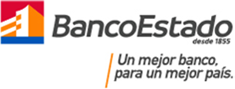 BancoEstado
desde 1855
Un mejor banco,
para un mejor país.